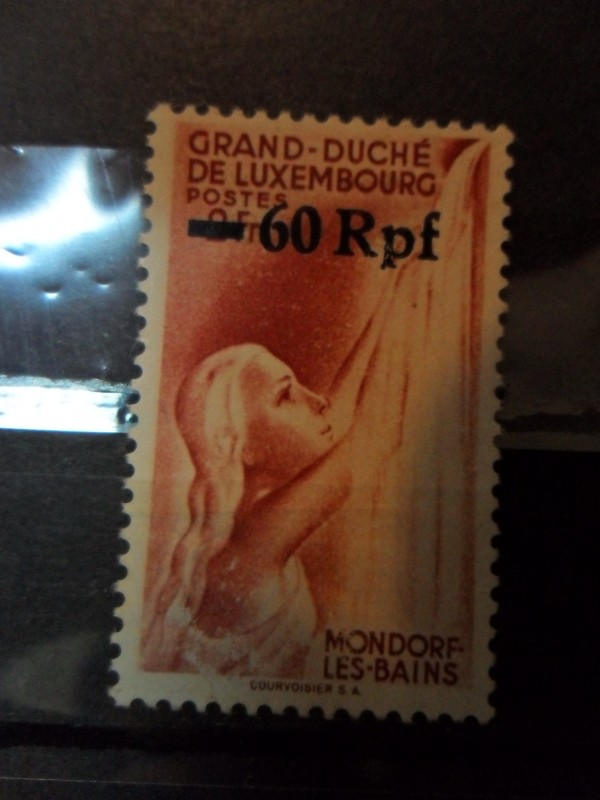 GRAND-DUCHÉ
DE LUXEMBOURG
POSTES
60 Rpf
MONDORF-
LES-BAINS
COURVOISIER S.A.